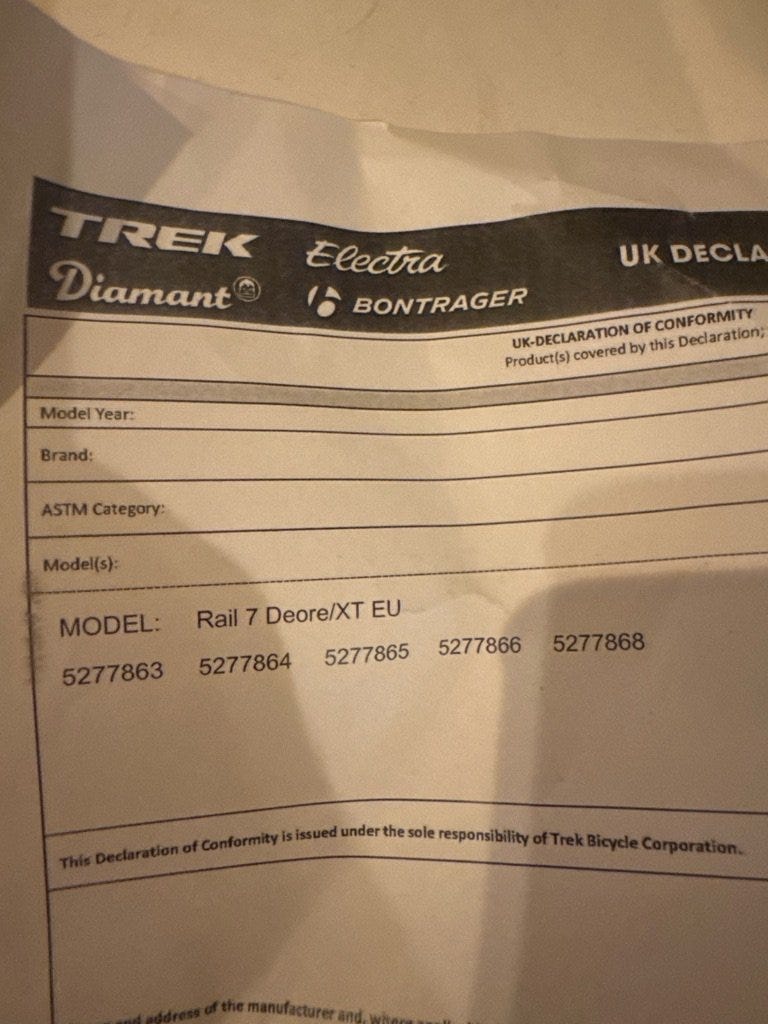 TREK Electra UK DECLA
Diamant BONTRAGER
UK-DECLARATION OF CONFORMITY
Product(s) covered by this Declaration;
Model Year:
Brand:
ASTM Category:
Model(s):
MODEL: Rail 7 Deore/XT EU
5277863 5277864 5277865 5277866 5277868
This Declaration of Conformity is issued under the sole responsibility of Trek Bicycle Corporation.
and address of the manufacturer and, where